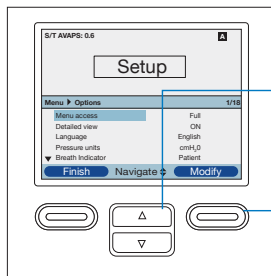 S/T AVAPS: 0.6 A
Setup
Menu Options 1/18
Menu access Full
Detailed view ON
Language English
Pressure units cmH₂0
Breath Indicator Patient
Finish Navigate Modify